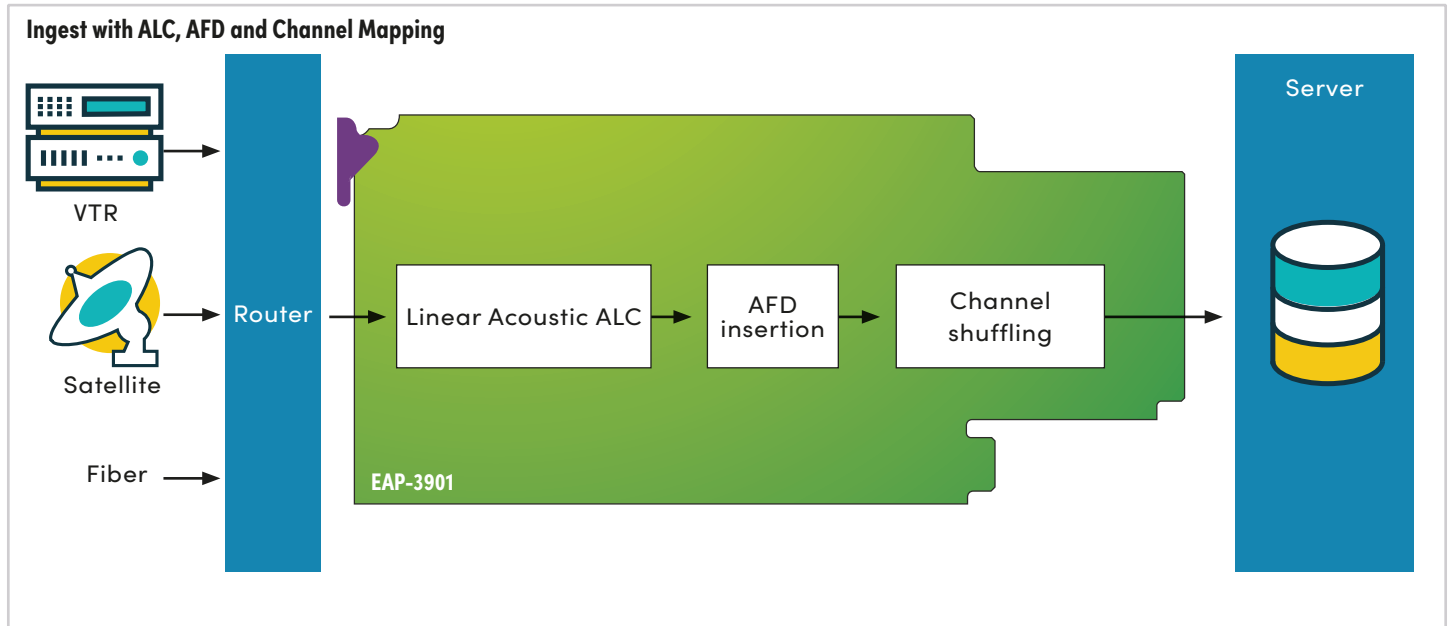 Ingest with ALC, AFD and Channel Mapping
VTR
Satellite
Fiber
Router
Linear Acoustic ALC
AFD
insertion
Channel
shuffling
EAP-3901
Server